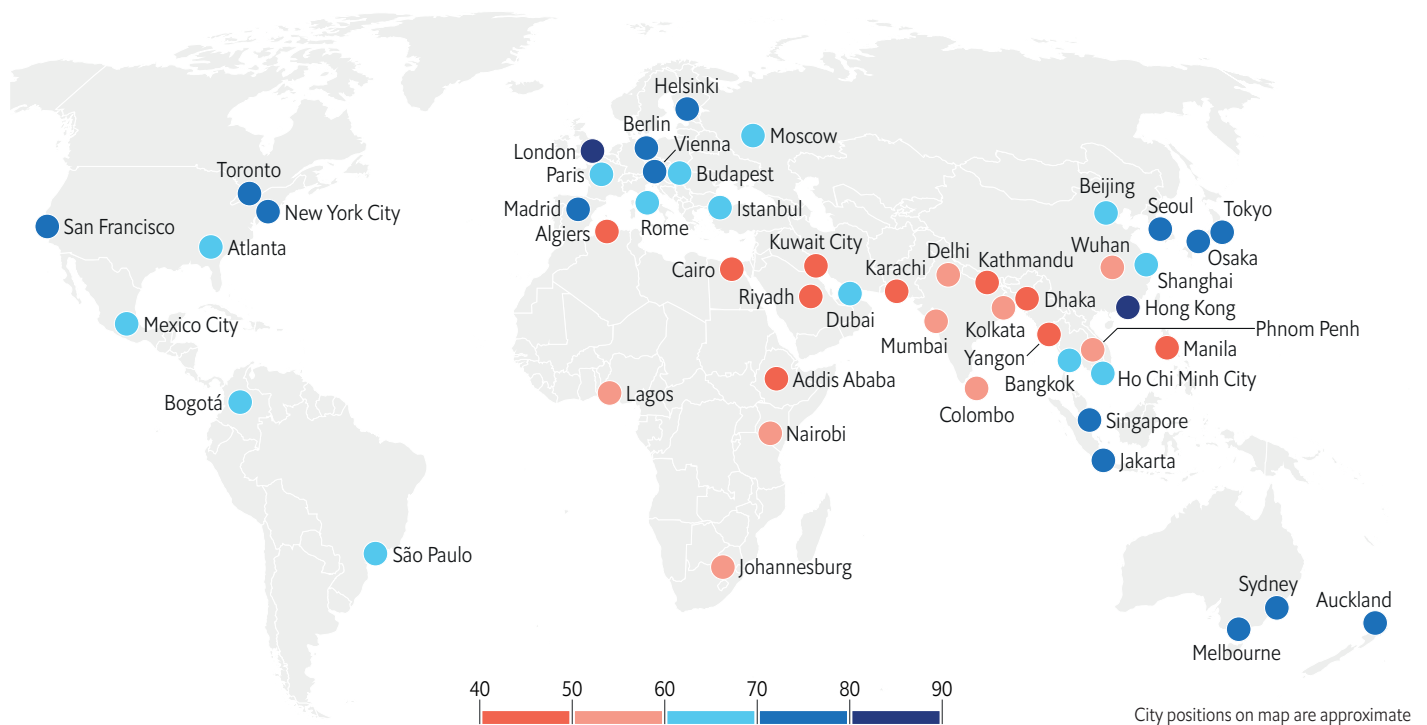 Helsinki
Berlin
Vienna
Moscow
London
Paris
Budapest
Toronto
New York City
San Francisco
Atlanta
Madrid
Algiers
Rome
Istanbul
Beijing
Seoul
Tokyo
Osaka
Wuhan
Shanghai
Kuwait City
Cairo
Riyadh
Dubai
Karachi
Delhi
Kathmandu
Dhaka
Hong Kong
Kolkata
Mumbai
Yangon
Phnom Penh
Manila
Bangkok
Ho Chi Minh City
Mexico City
Bogotá
Lagos
Addis Ababa
Colombo
Nairobi
Singapore
Jakarta
São Paulo
Johannesburg
Sydney
Auckland
Melbourne
40 50 60 70 80 90
City positions on map are approximate